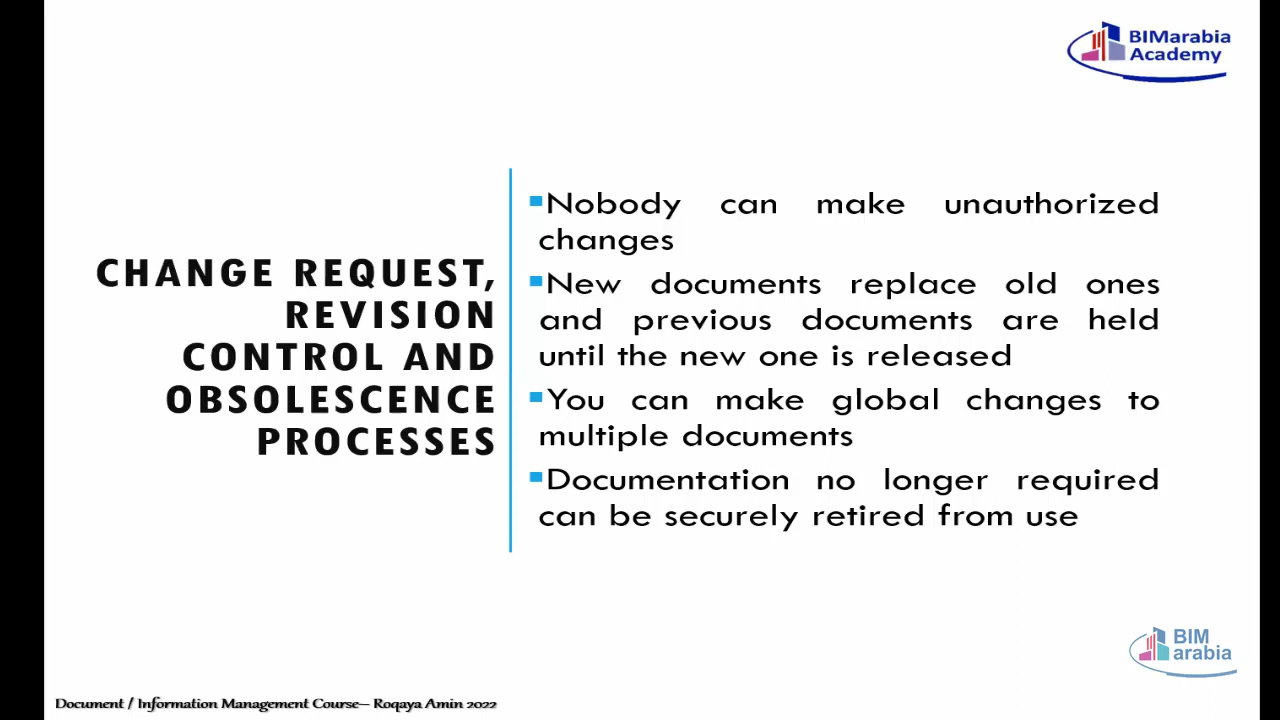 BIMarabia
Academy
CHANGE REQUEST,
REVISION
CONTROL AND
OBSOLESCENCE
PROCESSES
Nobody can make unauthorized
changes
New documents replace old ones
and previous documents are held
until the new one is released
You can make global changes to
multiple documents
Documentation no longer required
can be securely retired from use
BIM
arabia
Document / Information Management Course– Roqaya Amin 2022